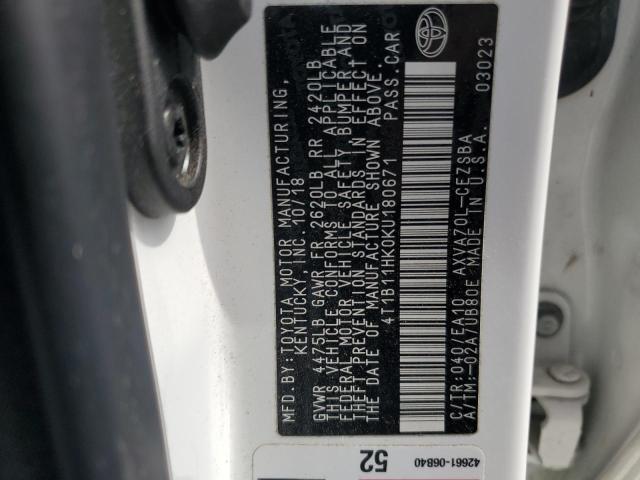 MFD.BY:TOYOTA MOTOR MANUFACTURING,
KENTUCKY, INC. 10/18
GVWR 4475LB GAWR FR 2620LB RR 2420LB
THIS VEHICLE CONFORMS TO ALL APPLICABLE
FEDERAL MOTOR VEHICLE SAFETY, BUMPER, AND
THEFT PREVENTION STANDARDS IN EFFECT ON
THE DATE OF MANUFACTURE SHOWN ABOVE.
4T1B11HK0KU180671 PASS.CAR
C/TR:040/FA10 AXVA70L-CEZSBA
A/TM:-02A/UB80E MADE IN U.S.A.
03023
52
42661-06B40